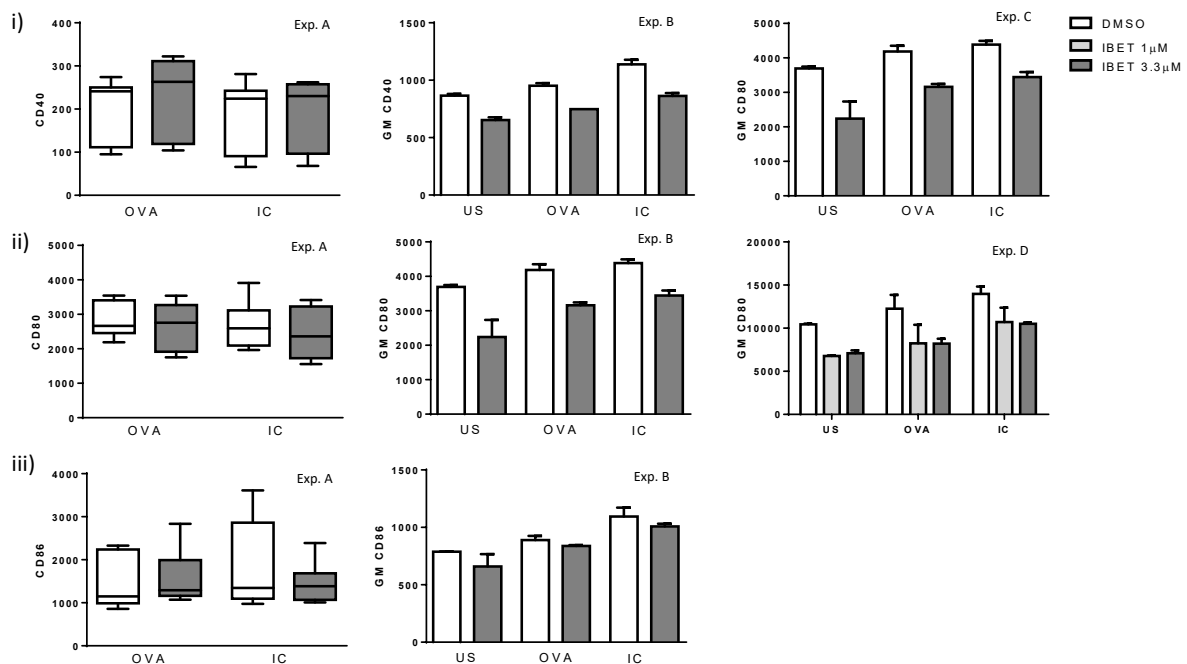 i)
Exp. A
CD40
400
300
200
100
0
OVA IC
Exp. B
GM CD40
1500
1000
500
0
US OVA IC
Exp. C
GM CD80
5000
4000
3000
2000
1000
0
US OVA IC
DMSO
IBET 1µM
IBET 3.3µM
ii)
Exp. A
CD80
5000
4000
3000
2000
1000
0
OVA IC
Exp. B
GM CD80
5000
4000
3000
2000
1000
0
US OVA IC
Exp. D
GM CD80
20000
15000
10000
5000
0
US OVA IC
iii)
Exp. A
CD86
4000
3000
2000
1000
0
OVA IC
Exp. B
GM CD86
1500
1000
500
0
US OVA IC